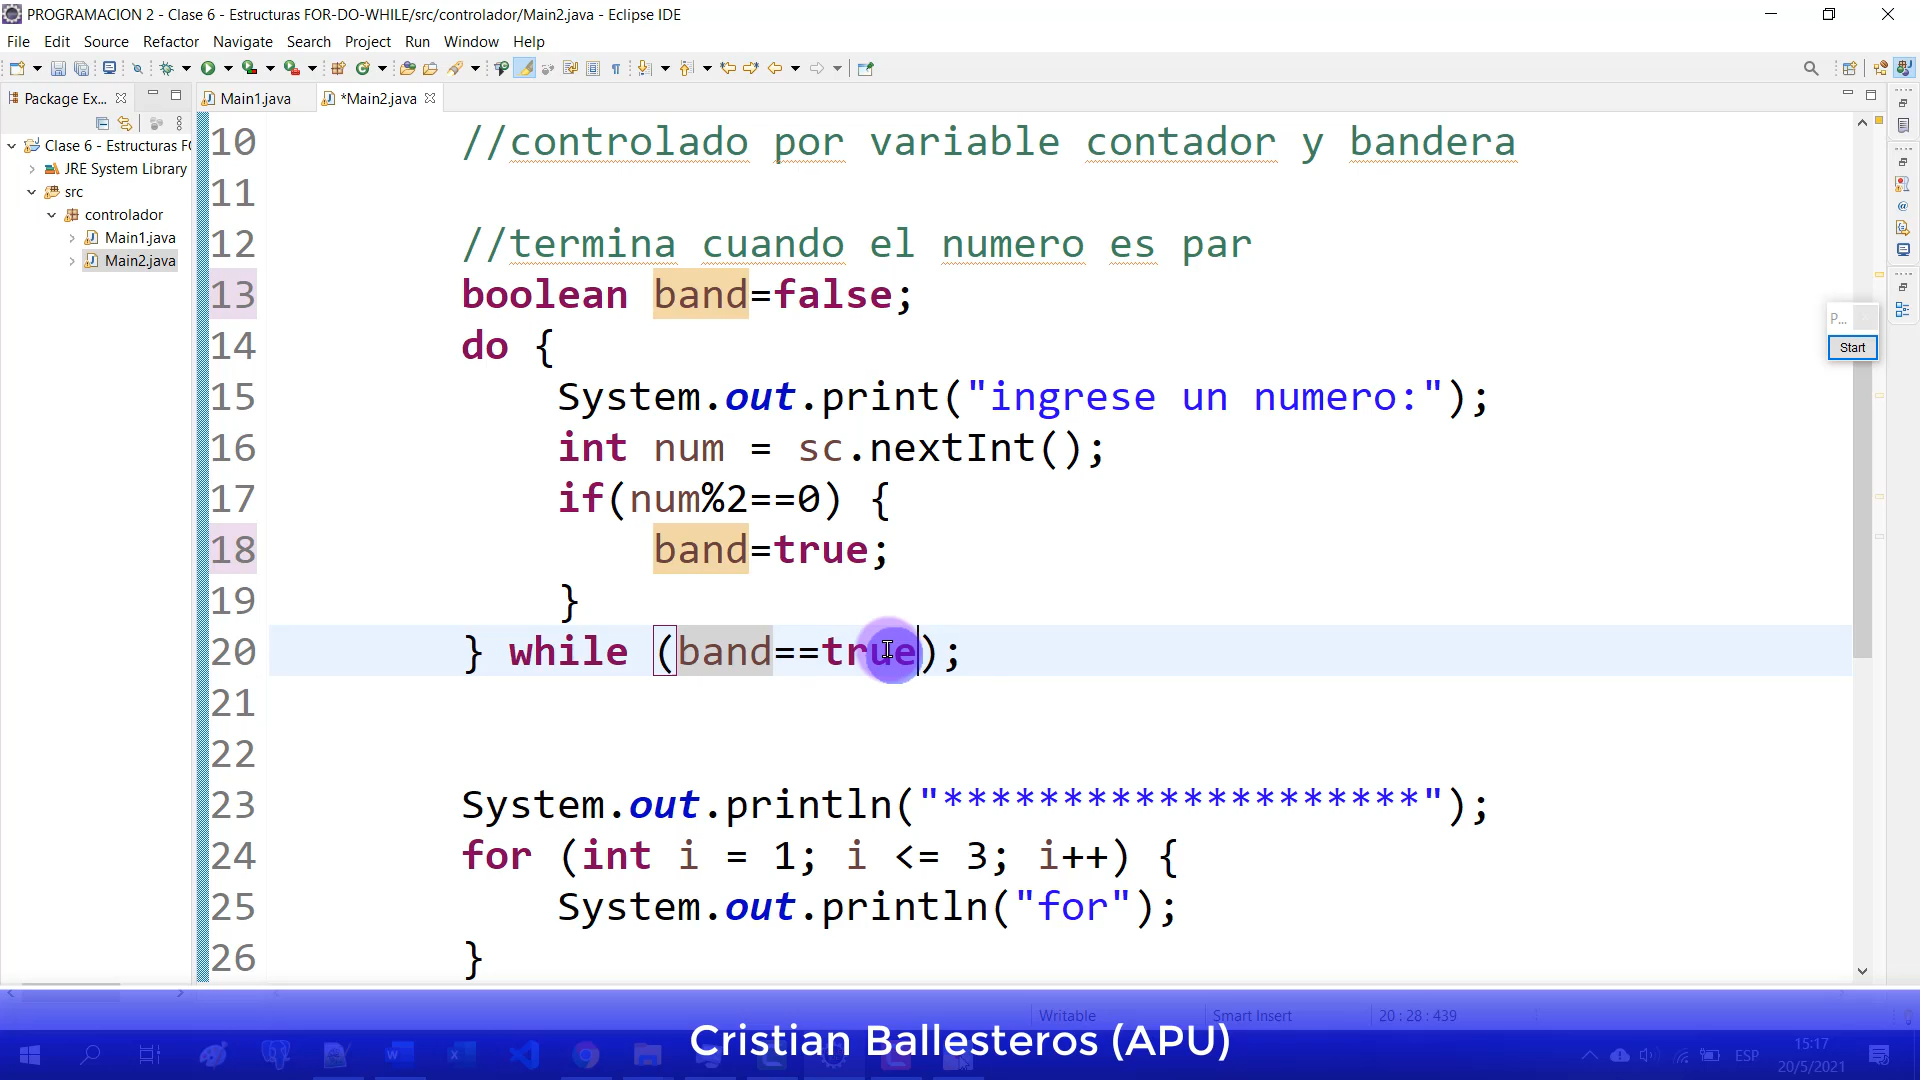 PROGRAMACION 2 - Clase 6 - Estructuras FOR-DO-WHILE/src/controlador/Main2.java - Eclipse IDE
File Edit Source Refactor Navigate Search Project Run Window Help
Package Ex...
Main1.java
*Main2.java
Clase 6 - Estructuras F
JRE System Library
src
controlador
Main1.java
Main2.java
10 //controlado por variable contador y bandera
11
12 //termina cuando el numero es par
13 boolean band=false;
14 do {
15 System.out.print("ingrese un numero:");
16 int num = sc.nextInt();
17 if(num%2==0) {
18 band=true;
19 }
20 } while (band==true);
21
22
23 System.out.println("********************");
24 for (int i = 1; i <= 3; i++) {
25 System.out.println("for");
26 }
P...
Start
Writable
Smart Insert
20 : 28 : 439
Cristian Ballesteros (APU)
ESP
15:17
20/5/2021